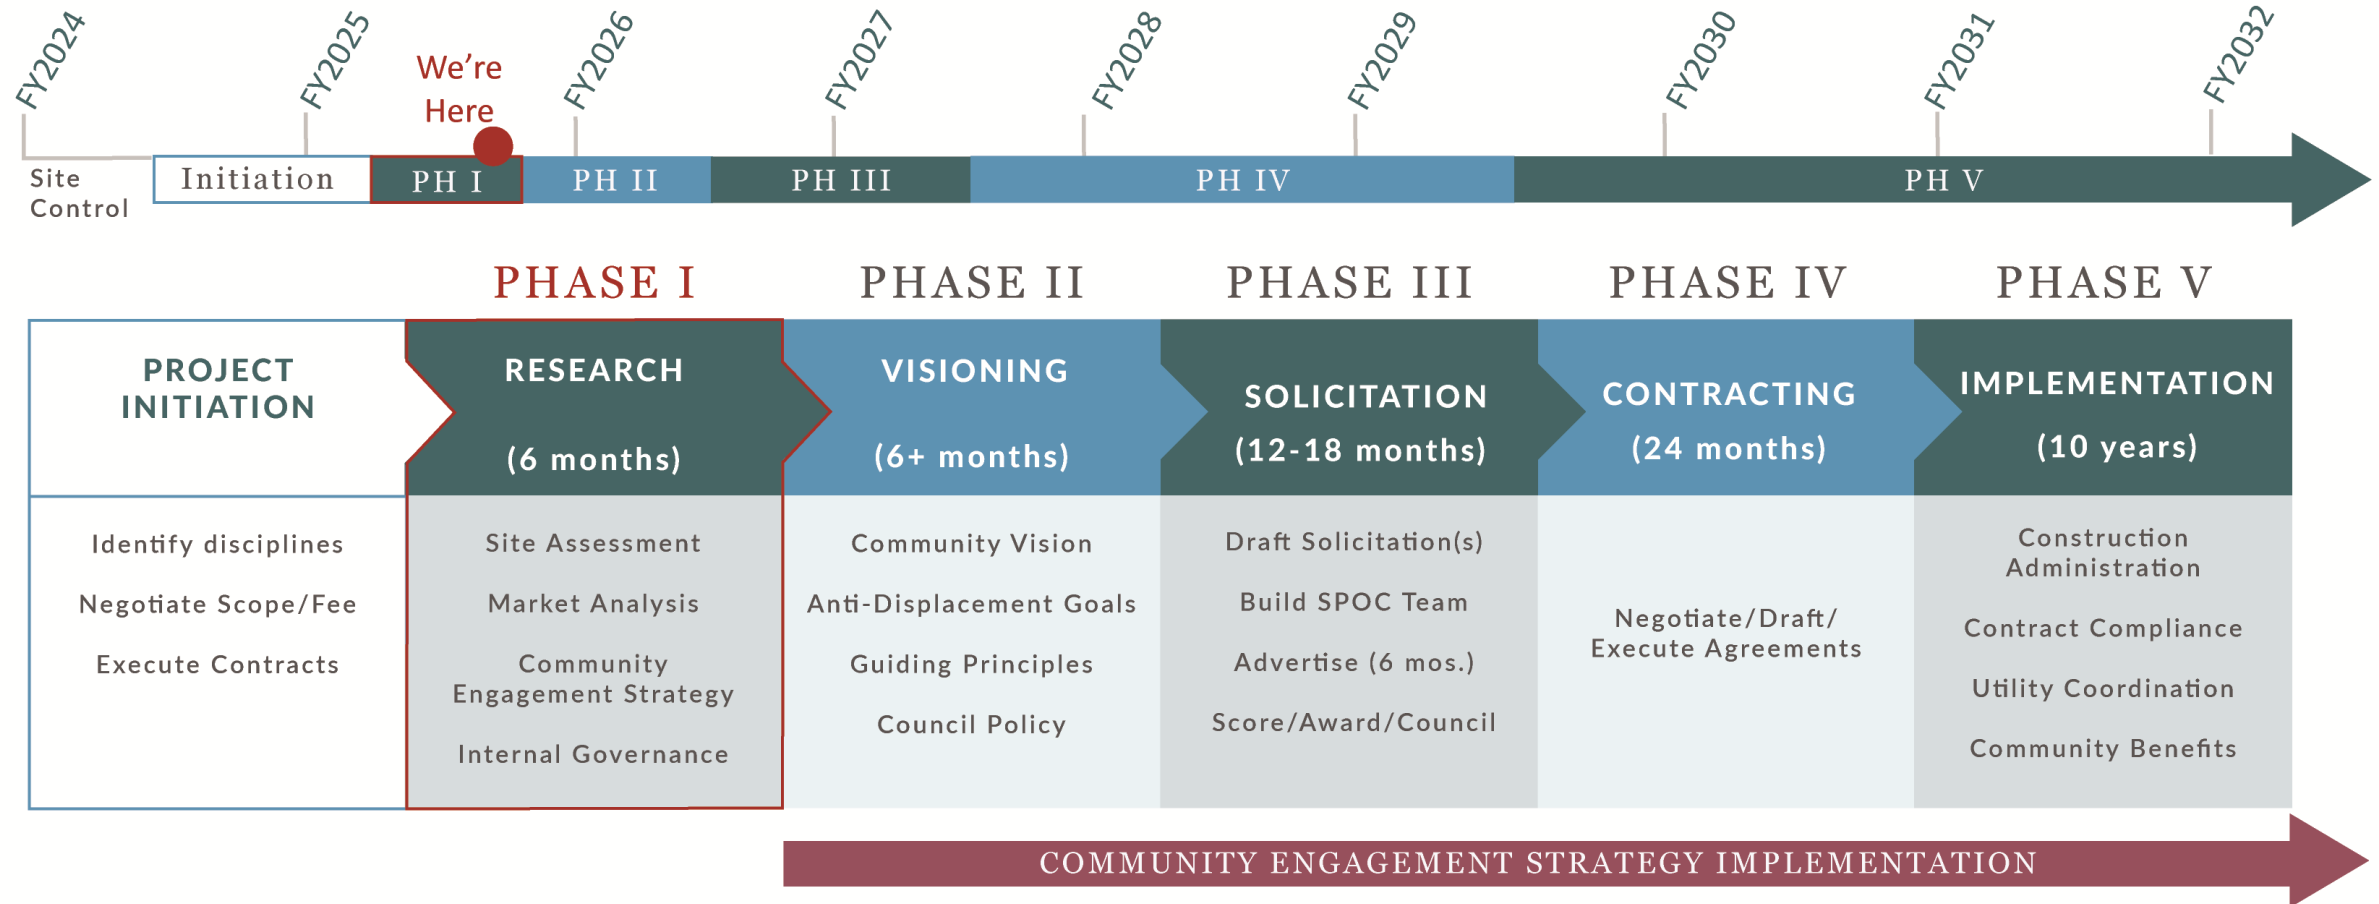 FY2024
FY2025
We're
Here
FY2026
FY2027
FY2028
FY2029
FY2030
FY2031
FY2032
Site
Control
Initiation
PH I
PH II
PH III
PH IV
PH V
PHASE I
PHASE II
PHASE III
PHASE IV
PHASE V
PROJECT
INITIATION
RESEARCH
(6 months)
VISIONING
(6+ months)
SOLICITATION
(12-18 months)
CONTRACTING
(24 months)
IMPLEMENTATION
(10 years)
Identify disciplines
Negotiate Scope/Fee
Execute Contracts
Site Assessment
Market Analysis
Community
Engagement Strategy
Internal Governance
Community Vision
Anti-Displacement Goals
Guiding Principles
Council Policy
Draft Solicitation(s)
Build SPOC Team
Advertise (6 mos.)
Score/Award/Council
Negotiate/Draft/
Execute Agreements
Construction
Administration
Contract Compliance
Utility Coordination
Community Benefits
COMMUNITY ENGAGEMENT STRATEGY IMPLEMENTATION